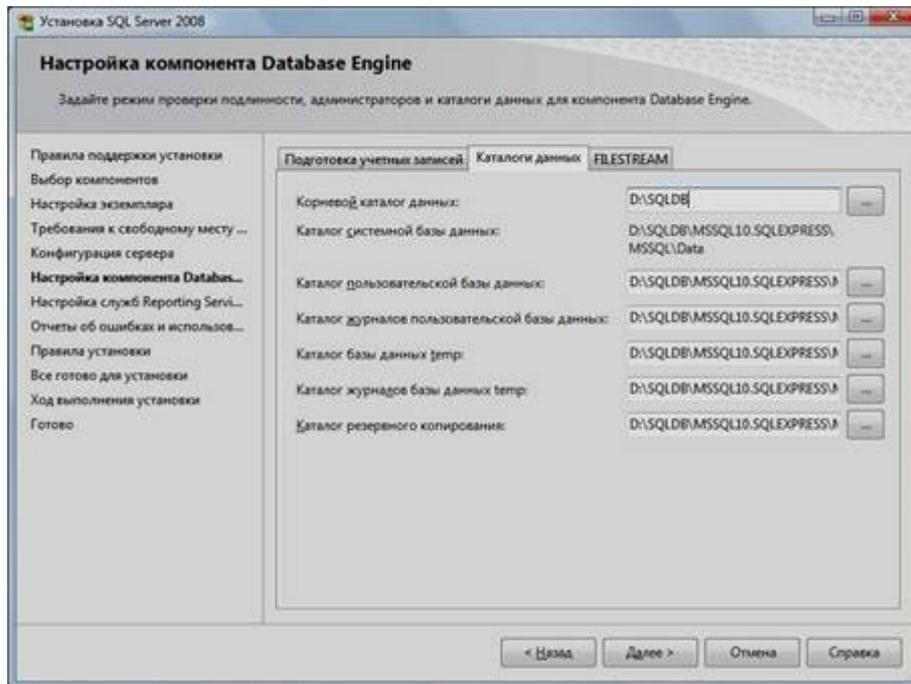 Установка SQL Server 2008
Настройка компонента Database Engine
Задайте режим проверки подлинности, администраторов и каталоги данных для компонента Database Engine.
Правила поддержки установки
Выбор компонентов
Настройка экземпляра
Требования к свободному месту ...
Конфигурация сервера
Настройка компонента Databas...
Настройка служб Reporting Servi...
Отчеты об ошибках и использов...
Правила установки
Все готово для установки
Ход выполнения установки
Готово
Подготовка учетных записей Каталоги данных FILESTREAM
Корневой каталог данных: D:\SQLDB ...
Каталог системной базы данных: D:\SQLDB\MSSQL10.SQLEXPRESS\
MSSQL\Data
Каталог пользовательской базы данных: D:\SQLDB\MSSQL10.SQLEXPRESS\M ...
Каталог журналов пользовательской базы данных: D:\SQLDB\MSSQL10.SQLEXPRESS\M ...
Каталог базы данных temp: D:\SQLDB\MSSQL10.SQLEXPRESS\M ...
Каталог журналов базы данных temp: D:\SQLDB\MSSQL10.SQLEXPRESS\M ...
Каталог резервного копирования: D:\SQLDB\MSSQL10.SQLEXPRESS\M ...
< Назад Далее > Отмена Справка